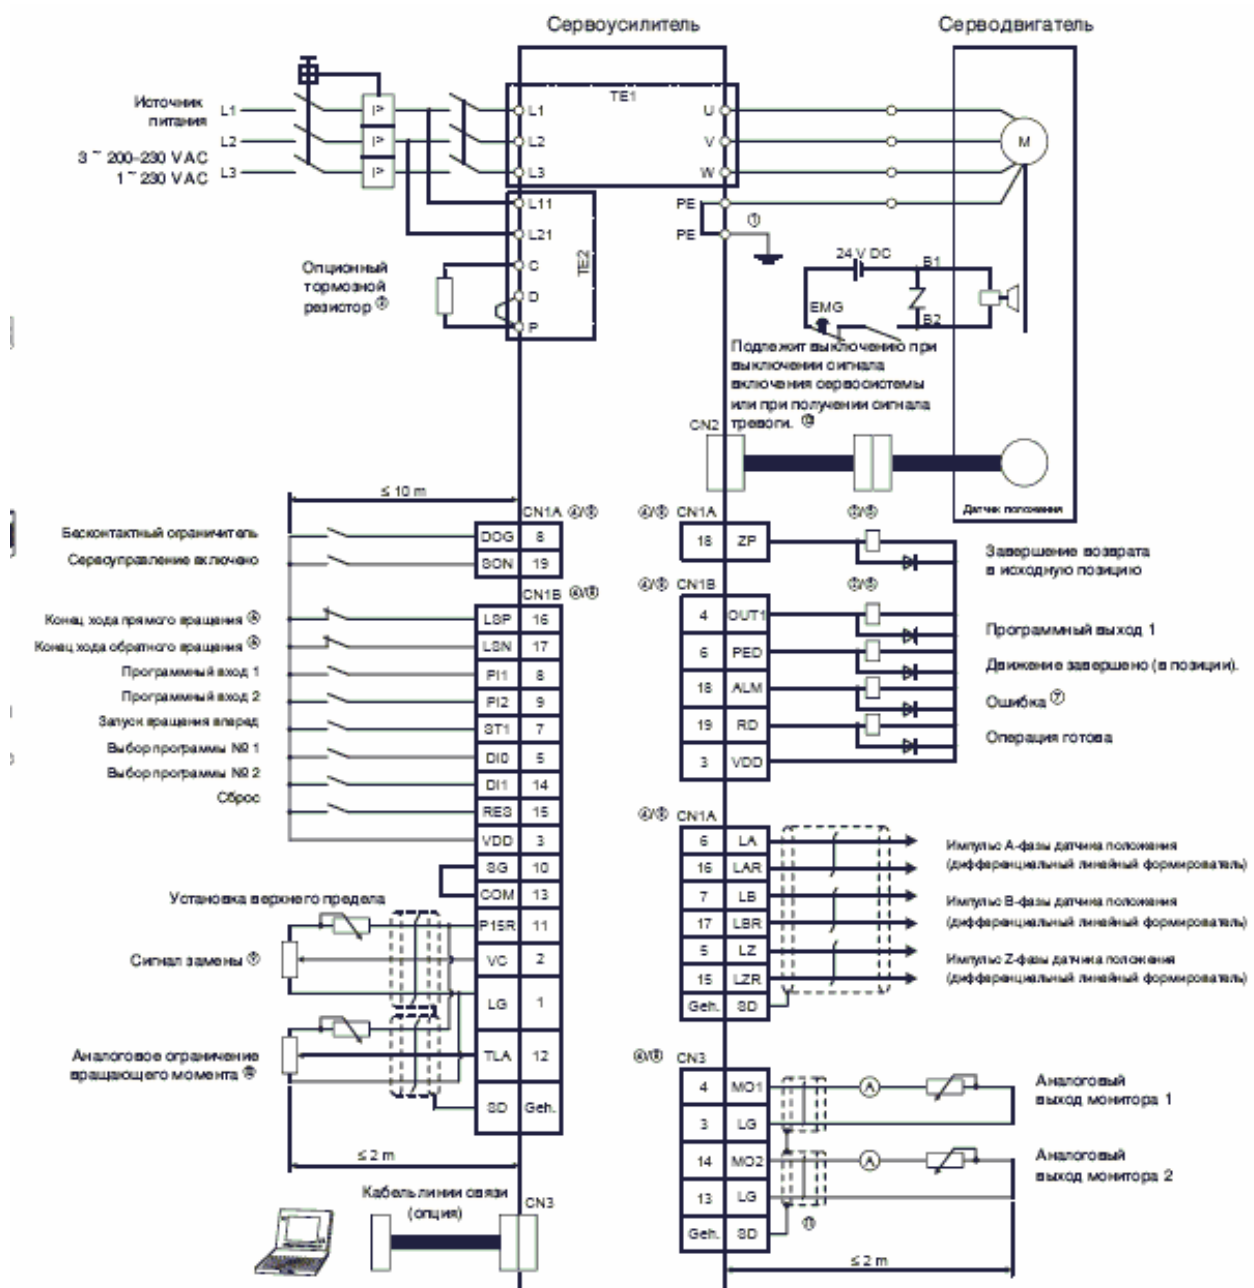 Сервоусилитель
Серводвигатель
Источник
питания
3 ~ 200-230 VAC
1 ~ 230 VAC
L1
L2
L3
I>
I>
I>
TE1
L1
L2
L3
U
V
W
M
L11
L21
C
D
P
TE2
PE
PE
①
Опционный
тормозной
резистор
24 V DC
B1
EMG
B2
Подлежит выключению при
выключении сигнала
включения сервосистемы
или при получении сигнала
тревоги.
CN2
Датчик положения
≤ 10 m
CN1A
Бесконтактный ограничитель
DOG 8
Сервоуправление включено
SON 19
CN1B
Конец хода прямого вращения
LSP 16
Конец хода обратного вращения
LSN 17
Программный вход 1
PI1 8
Программный вход 2
PI2 9
Запуск вращения вперед
ST1 7
Выбор программы № 1
DI0 5
Выбор программы № 2
DI1 14
Сброс
RES 15
VDD 3
SG 10
COM 13
Установка верхнего предела
P15R 11
Сигнал замены
VC 2
LG 1
Аналоговое ограничение
вращающего момента
TLA 12
SD Geh.
≤ 2 m
Кабель линии связи
(опция)
CN3
CN1A
18 ZP
Завершение возврата
в исходную позицию
CN1B
4 OUT1
Программный выход 1
6 PED
Движение завершено (в позиции).
18 ALM
Ошибка ⑦
19 RD
Операция готова
3 VDD
CN1A
6 LA
16 LAR
Импульс А-фазы датчика положения
(дифференциальный линейный формирователь)
7 LB
17 LBR
Импульс В-фазы датчика положения
(дифференциальный линейный формирователь)
5 LZ
15 LZR
Импульс Z-фазы датчика положения
(дифференциальный линейный формирователь)
Geh. SD
CN3
4 MO1
A
Аналоговый
выход монитора 1
3 LG
14 MO2
A
Аналоговый
выход монитора 2
13 LG
Geh. SD
⑪
≤ 2 m